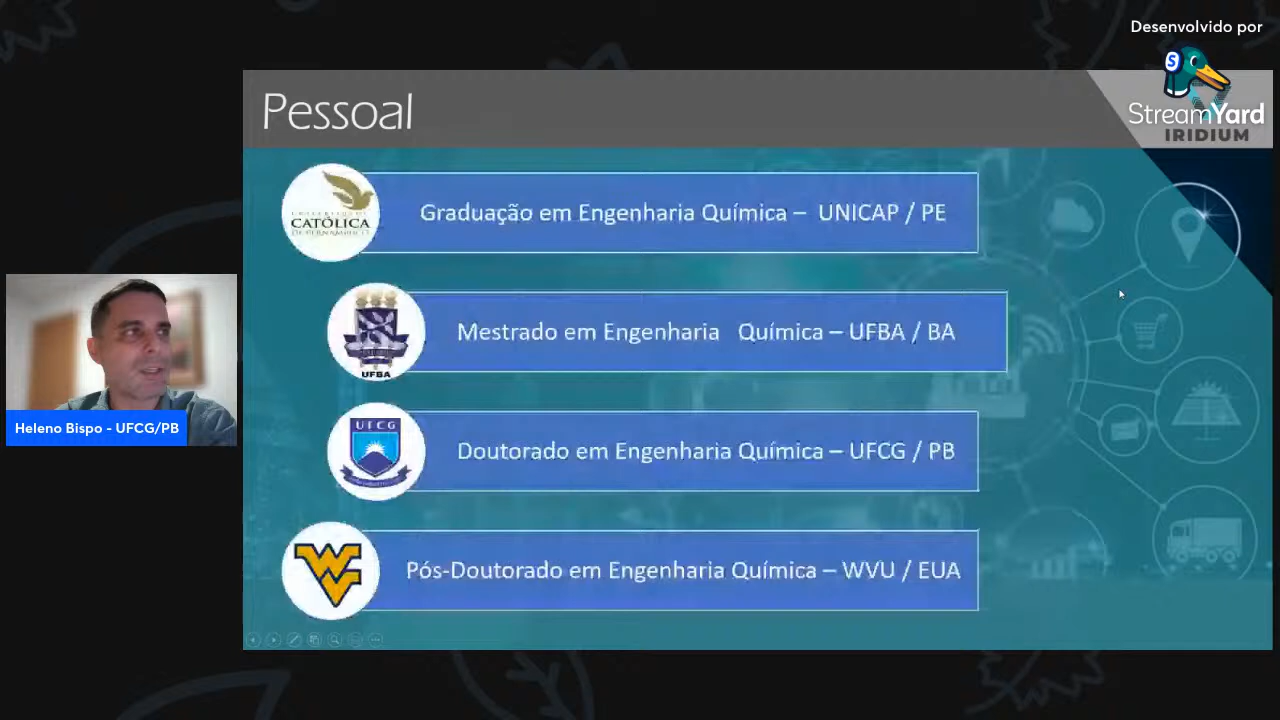 Desenvolvido por
StreamYard
IRIDIUM
Pessoal
CATÓLICA
Graduação em Engenharia Química – UNICAP / PE
UFBA
Mestrado em Engenharia Química – UFBA / BA
UFCG
Doutorado em Engenharia Química – UFCG / PB
Pós-Doutorado em Engenharia Química – WVU / EUA
Heleno Bispo - UFCG/PB